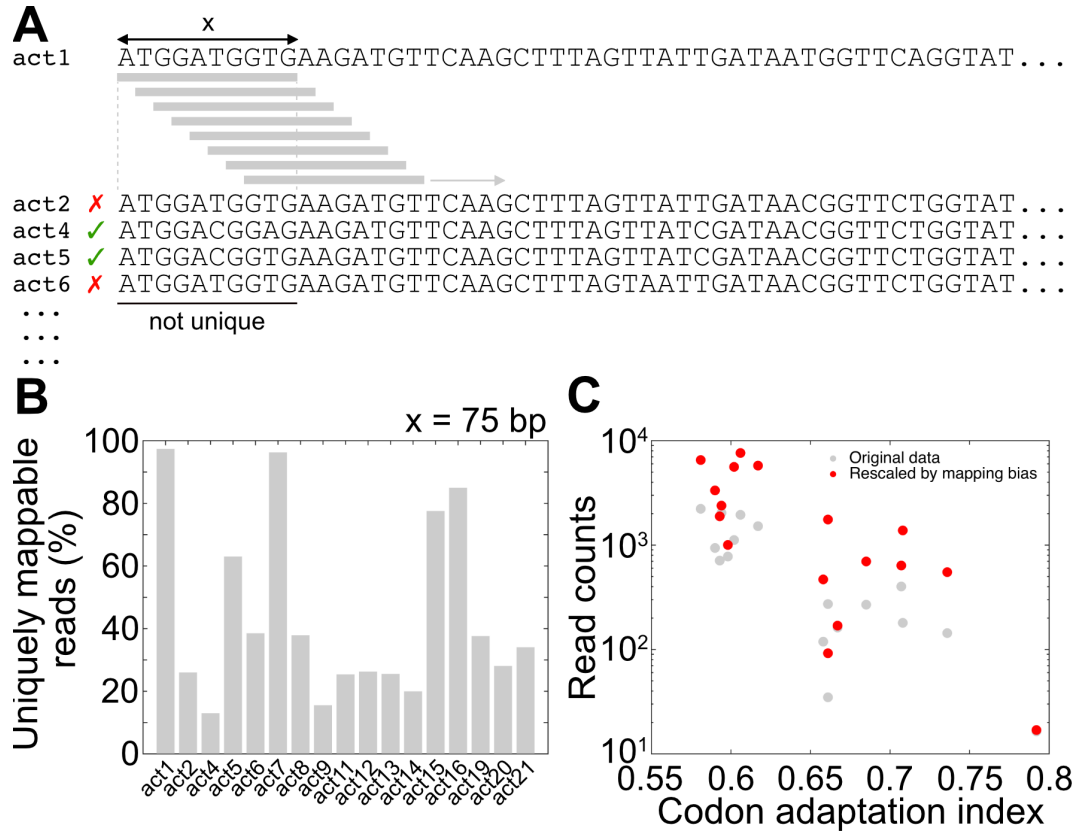 A
x
act1 ATGGATGGTGAAGATGTTCAAGCTTTAGTTATTGATAATGGTTCAGGTAT...
act2 ✗ ATGGATGGTGAAGATGTTCAAGCTTTAGTTATTGATAACGGTTCTGGTAT...
act4 ✓ ATGGACGGAGAAGATGTTCAAGCTTTAGTTATCGATAACGGTTCTGGTAT...
act5 ✓ ATGGACGGTGAAGATGTTCAAGCTTTAGTTATCGATAACGGTTCTGGTAT...
act6 ✗ ATGGATGGTGAAGATGTTCAAGCTTTAGTAATTGATAACGGTTCTGGTAT...
...
not unique
...
...
B
x = 75 bp
Uniquely mappable
reads (%)
100
80
60
40
20
0
act1 act2 act4 act5 act6 act7 act8 act9 act11 act12 act13 act14 act15 act16 act19 act20 act21
C
Read counts
10⁴
10³
10²
10¹
Original data
Rescaled by mapping bias
0.55 0.6 0.65 0.7 0.75 0.8
Codon adaptation index